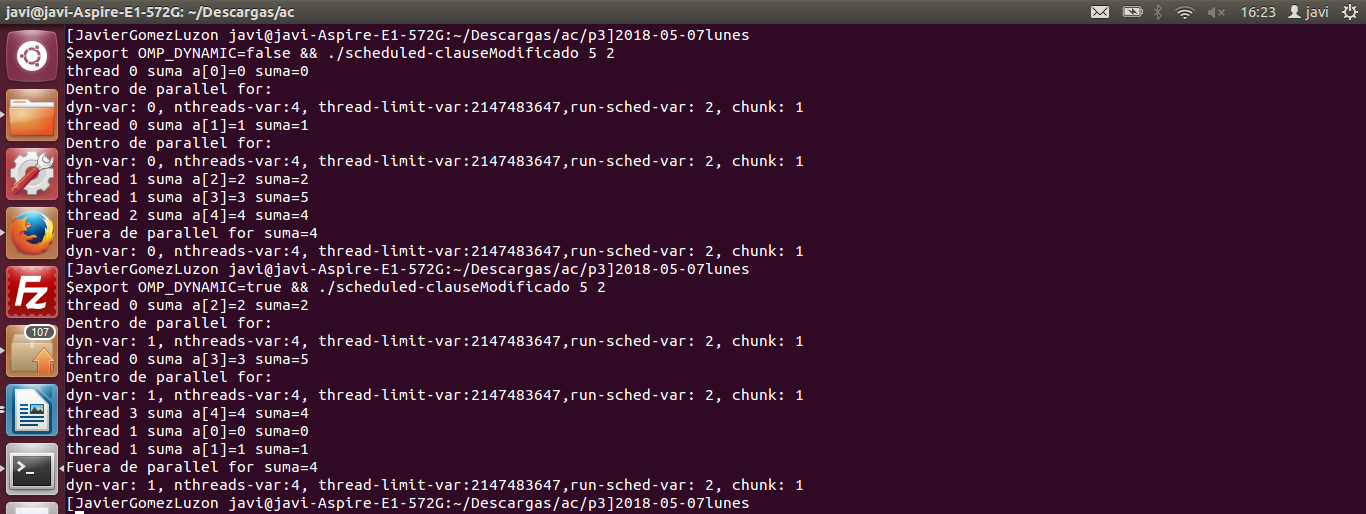 javi@javi-Aspire-E1-572G: ~/Descargas/ac
16:23 javi
[JavierGomezLuzon javi@javi-Aspire-E1-572G:~/Descargas/ac/p3]2018-05-07lunes
$export OMP_DYNAMIC=false && ./scheduled-clauseModificado 5 2
thread 0 suma a[0]=0 suma=0
Dentro de parallel for:
dyn-var: 0, nthreads-var:4, thread-limit-var:2147483647,run-sched-var: 2, chunk: 1
thread 0 suma a[1]=1 suma=1
Dentro de parallel for:
dyn-var: 0, nthreads-var:4, thread-limit-var:2147483647,run-sched-var: 2, chunk: 1
thread 1 suma a[2]=2 suma=2
thread 1 suma a[3]=3 suma=5
thread 2 suma a[4]=4 suma=4
Fuera de parallel for suma=4
dyn-var: 0, nthreads-var:4, thread-limit-var:2147483647,run-sched-var: 2, chunk: 1
[JavierGomezLuzon javi@javi-Aspire-E1-572G:~/Descargas/ac/p3]2018-05-07lunes
$export OMP_DYNAMIC=true && ./scheduled-clauseModificado 5 2
thread 0 suma a[2]=2 suma=2
Dentro de parallel for:
dyn-var: 1, nthreads-var:4, thread-limit-var:2147483647,run-sched-var: 2, chunk: 1
thread 0 suma a[3]=3 suma=5
Dentro de parallel for:
dyn-var: 1, nthreads-var:4, thread-limit-var:2147483647,run-sched-var: 2, chunk: 1
thread 3 suma a[4]=4 suma=4
thread 1 suma a[0]=0 suma=0
thread 1 suma a[1]=1 suma=1
Fuera de parallel for suma=4
dyn-var: 1, nthreads-var:4, thread-limit-var:2147483647,run-sched-var: 2, chunk: 1
[JavierGomezLuzon javi@javi-Aspire-E1-572G:~/Descargas/ac/p3]2018-05-07lunes
Fz
107
>_